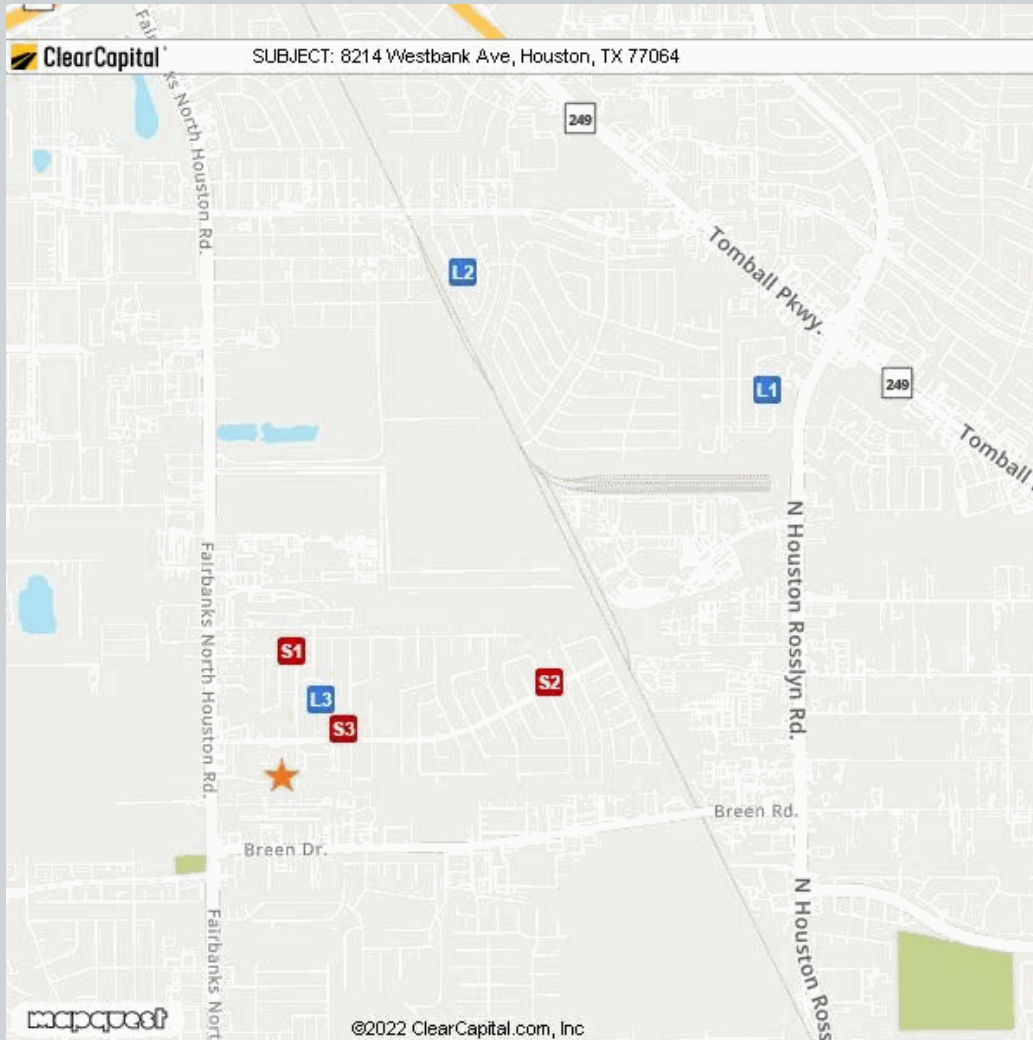 ClearCapital
SUBJECT: 8214 Westbank Ave, Houston, TX 77064
Fairbanks North Houston Rd.
249
Tomball Pkwy.
L2
L1
249
Tomball
N Houston Rosslyn Rd.
Fairbanks North Houston Rd.
S1
S2
L3
S3
Breen Rd.
Breen Dr.
N Houston Ross
Fairbanks Nort
mapquest
©2022 ClearCapital.com, Inc